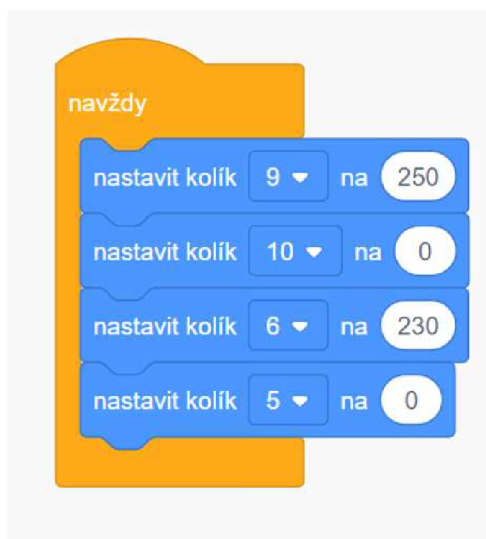 navždy
nastavit kolík 9 na 250
nastavit kolík 10 na 0
nastavit kolík 6 na 230
nastavit kolík 5 na 0